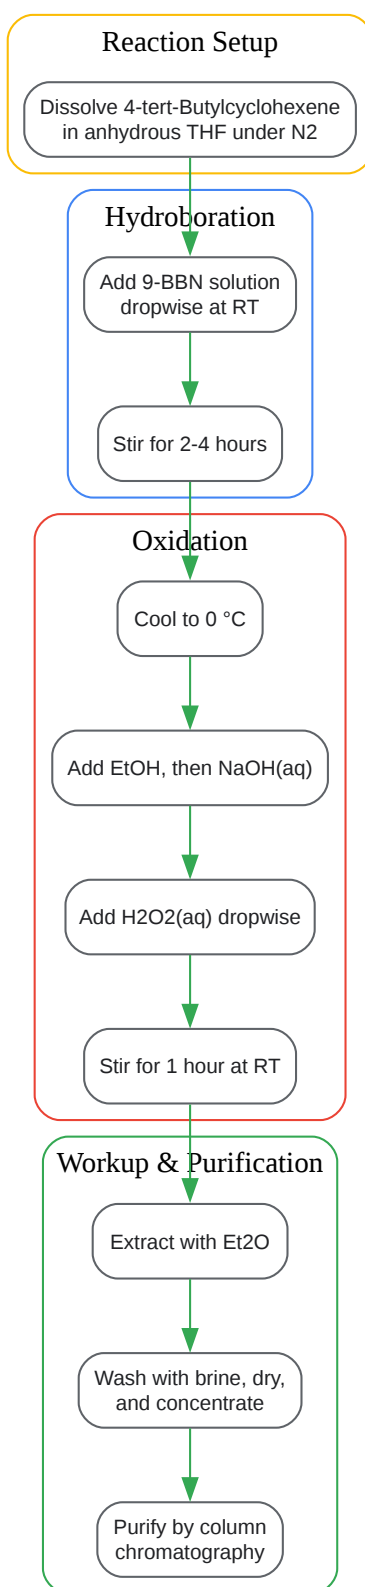 Reaction Setup
Dissolve 4-tert-Butylcyclohexene
in anhydrous THF under N2
Hydroboration
Add 9-BBN solution
dropwise at RT
Stir for 2-4 hours
Oxidation
Cool to 0 °C
Add EtOH, then NaOH(aq)
Add H2O2(aq) dropwise
Stir for 1 hour at RT
Workup & Purification
Extract with Et2O
Wash with brine, dry,
and concentrate
Purify by column
chromatography